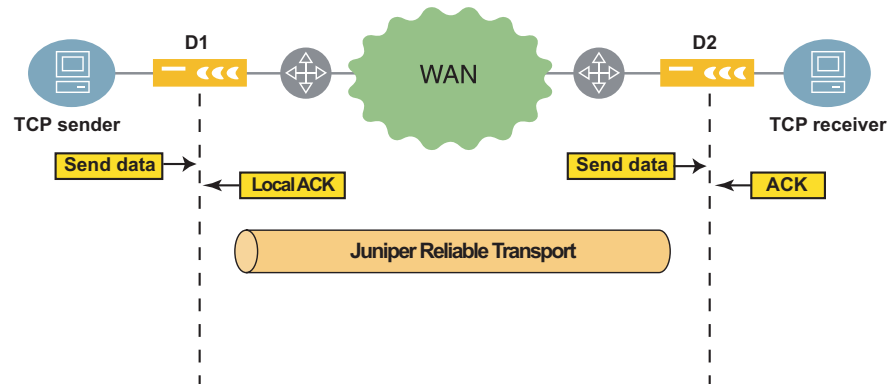 D1
WAN
D2
TCP sender
TCP receiver
Send data
Local ACK
Send data
ACK
Juniper Reliable Transport